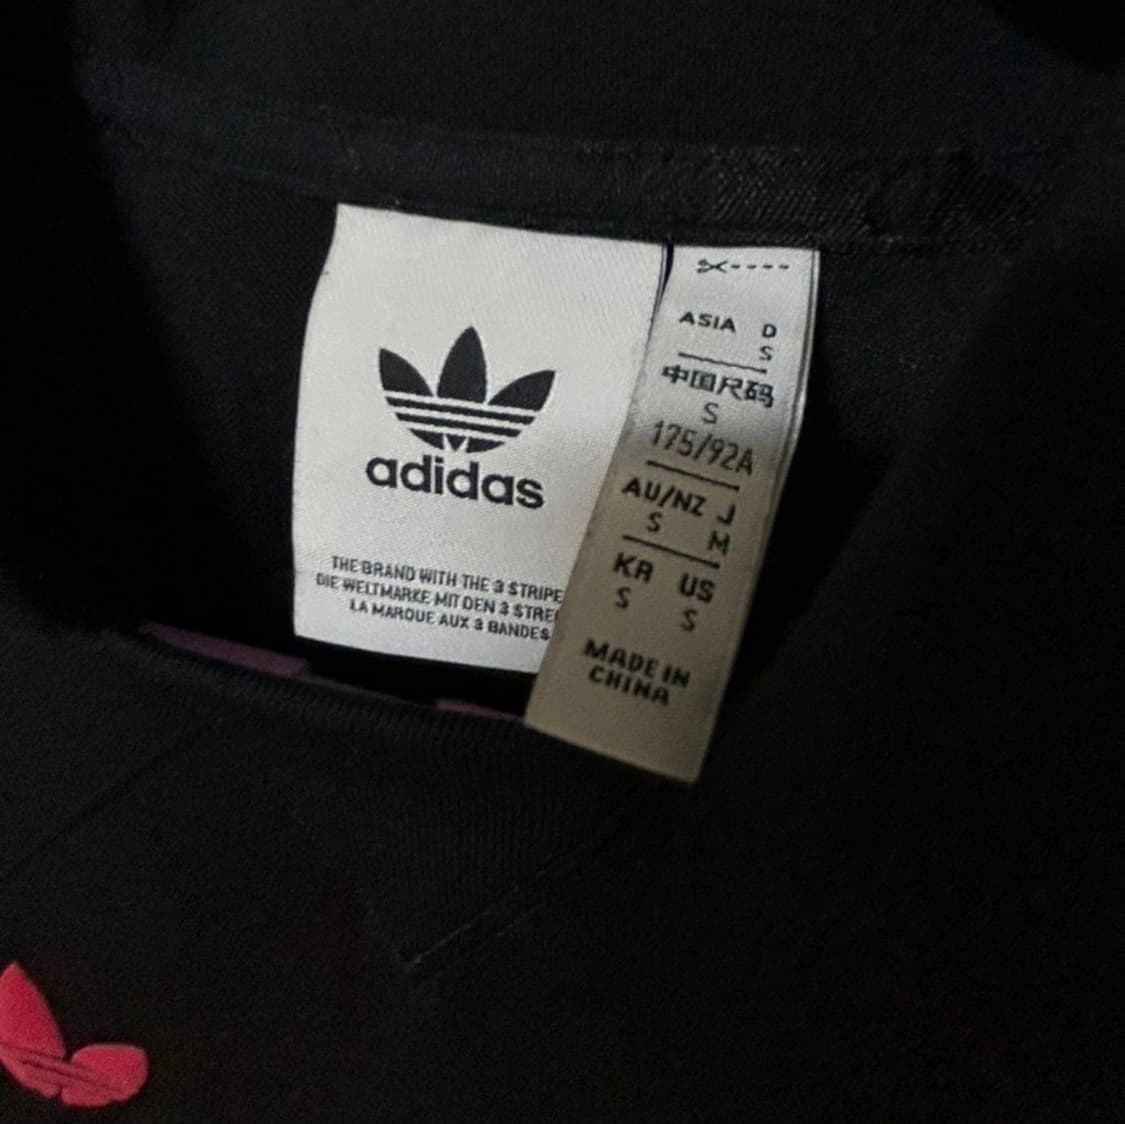 adidas
THE BRAND WITH THE 3 STRIPE
DIE WELTMARKE MIT DEN 3 STRE
LA MARQUE AUX 3 BANDES
ASIA D
S
中国尺码
S
175/92A
AU/NZ J
S M
KR US
S S
MADE IN
CHINA